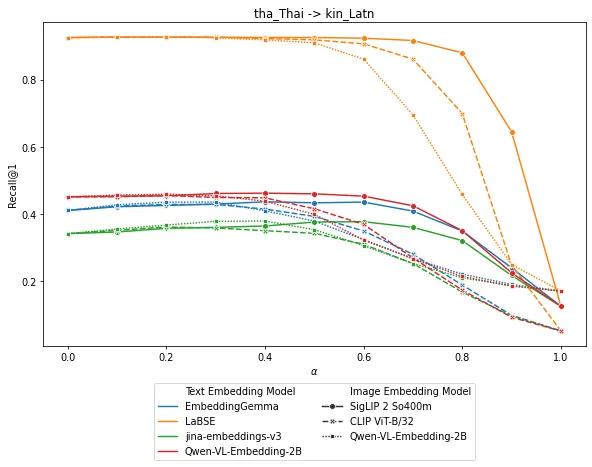 tha_Thai -> kin_Latn
Recall@1
0.8
0.6
0.4
0.2
0.0 0.2 0.4 0.6 0.8 1.0
α
Text Embedding Model
EmbeddingGemma
LaBSE
jina-embeddings-v3
Qwen-VL-Embedding-2B
Image Embedding Model
SigLIP 2 So400m
CLIP ViT-B/32
Qwen-VL-Embedding-2B